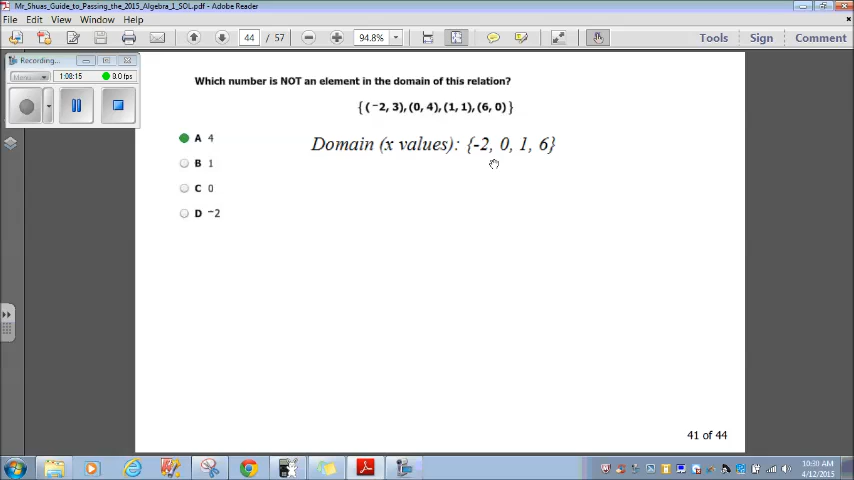 Mr_Shuas_Guide_to_Passing_the_2015_Algebra_1_SOL.pdf - Adobe Reader
File Edit View Window Help
44 / 57 94.8% Tools Sign Comment
Recording...
Menu 1:08:15 0.0 fps
Which number is NOT an element in the domain of this relation?
{(⁻2, 3), (0, 4), (1, 1), (6, 0)}
A 4
Domain (x values): {-2, 0, 1, 6}
B 1
C 0
D ⁻2
41 of 44
10:30 AM
4/12/2015